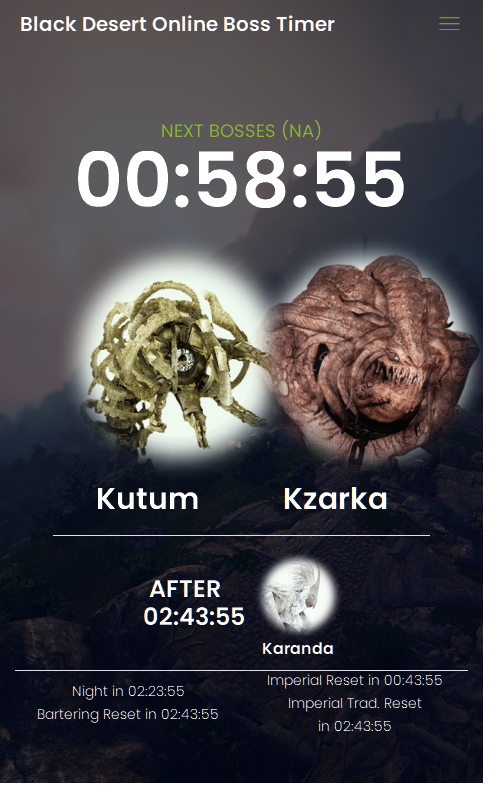 Black Desert Online Boss Timer
NEXT BOSSES (NA)
00:58:55
Kutum
Kzarka
AFTER
02:43:55
Karanda
Night in 02:23:55
Bartering Reset in 02:43:55
Imperial Reset in 00:43:55
Imperial Trad. Reset
in 02:43:55